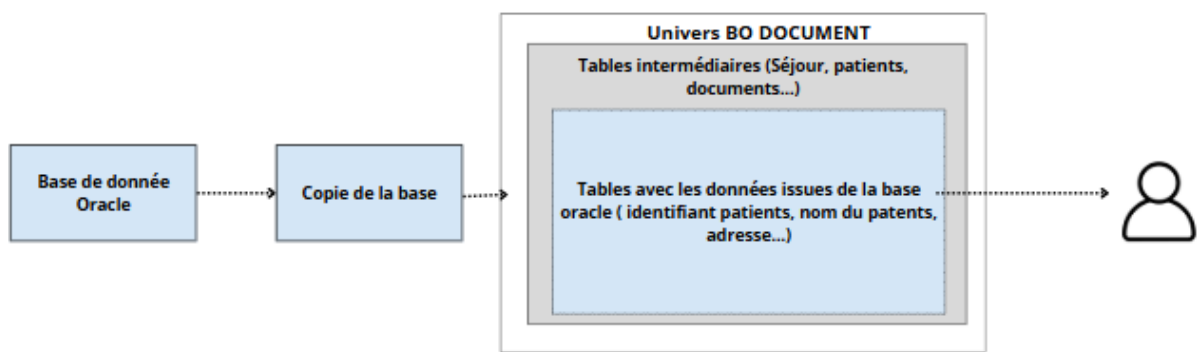 Univers BO DOCUMENT
Tables intermédiaires (Séjour, patients,
documents...)
Base de donnée
Oracle
Copie de la base
Tables avec les données issues de la base
oracle ( identifiant patients, nom du patents,
adresse...)